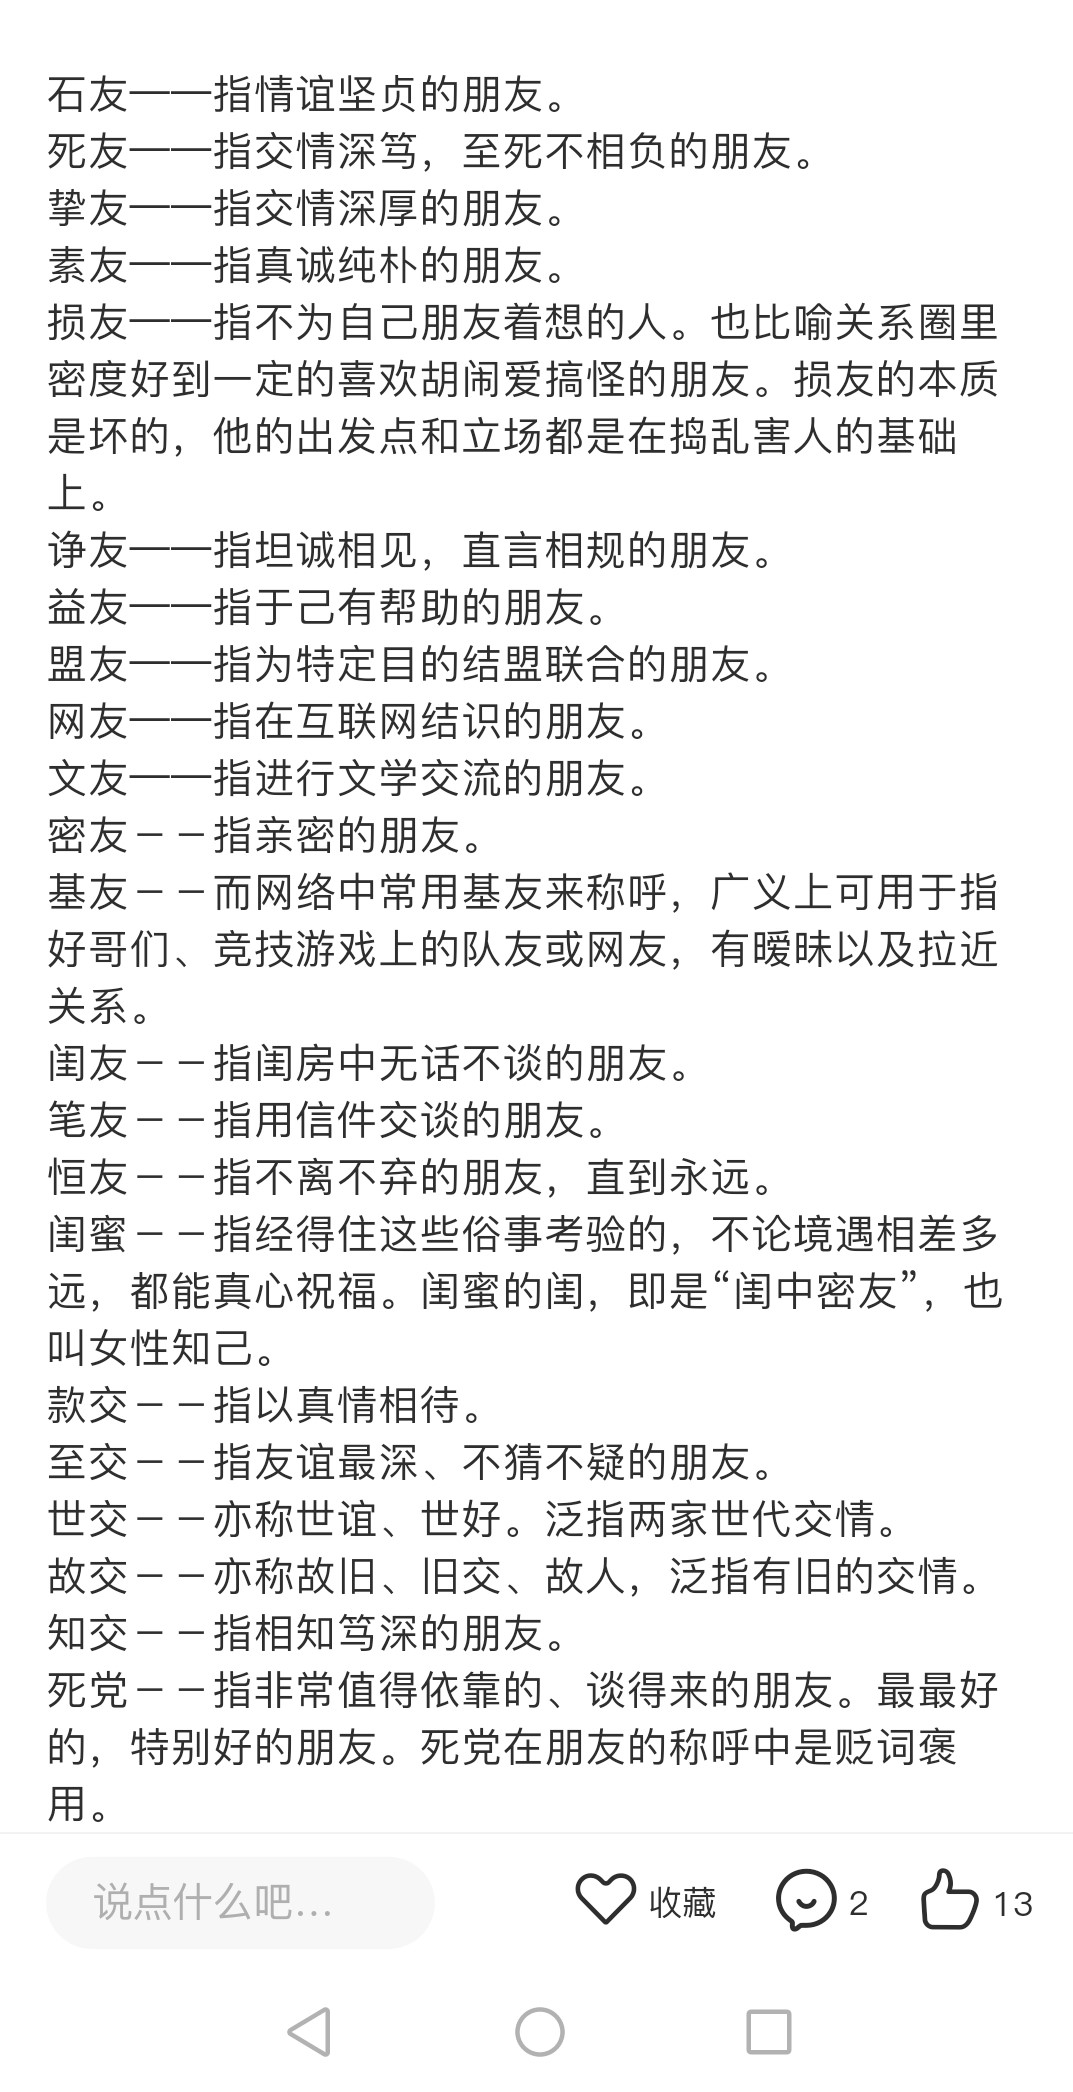 石友——指情谊坚贞的朋友。
死友——指交情深笃，至死不相负的朋友。
挚友——指交情深厚的朋友。
素友——指真诚纯朴的朋友。
损友——指不为自己朋友着想的人。也比喻关系圈里
密度好到一定的喜欢胡闹爱搞怪的朋友。损友的本质
是坏的，他的出发点和立场都是在捣乱害人的基础
上。
诤友——指坦诚相见，直言相规的朋友。
益友——指于己有帮助的朋友。
盟友——指为特定目的结盟联合的朋友。
网友——指在互联网结识的朋友。
文友——指进行文学交流的朋友。
密友－－指亲密的朋友。
基友－－而网络中常用基友来称呼，广义上可用于指
好哥们、竞技游戏上的队友或网友，有暧昧以及拉近
关系。
闺友－－指闺房中无话不谈的朋友。
笔友－－指用信件交谈的朋友。
恒友－－指不离不弃的朋友，直到永远。
闺蜜－－指经得住这些俗事考验的，不论境遇相差多
远，都能真心祝福。闺蜜的闺，即是“闺中密友”，也
叫女性知己。
款交－－指以真情相待。
至交－－指友谊最深、不猜不疑的朋友。
世交－－亦称世谊、世好。泛指两家世代交情。
故交－－亦称故旧、旧交、故人，泛指有旧的交情。
知交－－指相知笃深的朋友。
死党－－指非常值得依靠的、谈得来的朋友。最最好
的，特别好的朋友。死党在朋友的称呼中是贬词褒
用。
说点什么吧... 收藏 2 13